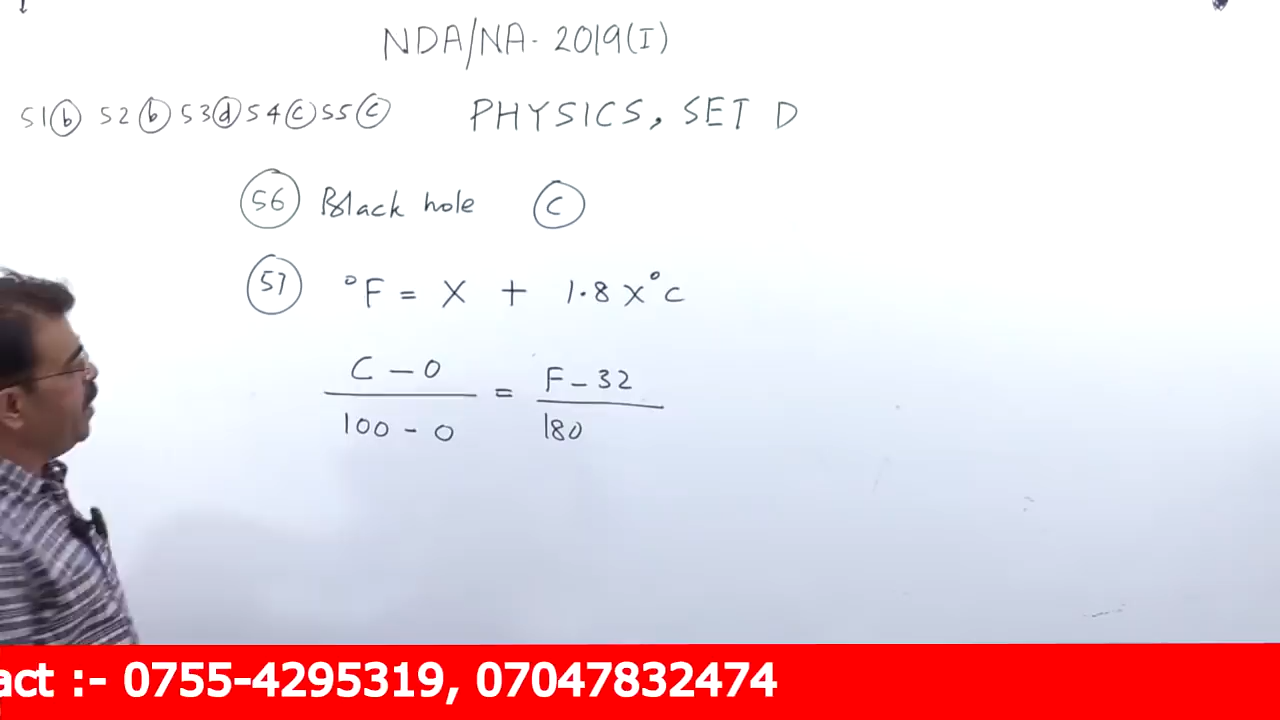 NDA/NA- 2019(I)
51 b 52 b 53 d 54 c 55 c PHYSICS, SET D
56 Black hole c
57 °F = X + 1.8 x °C
C - 0 / 100 - 0 = F - 32 / 180
act :- 0755-4295319, 07047832474